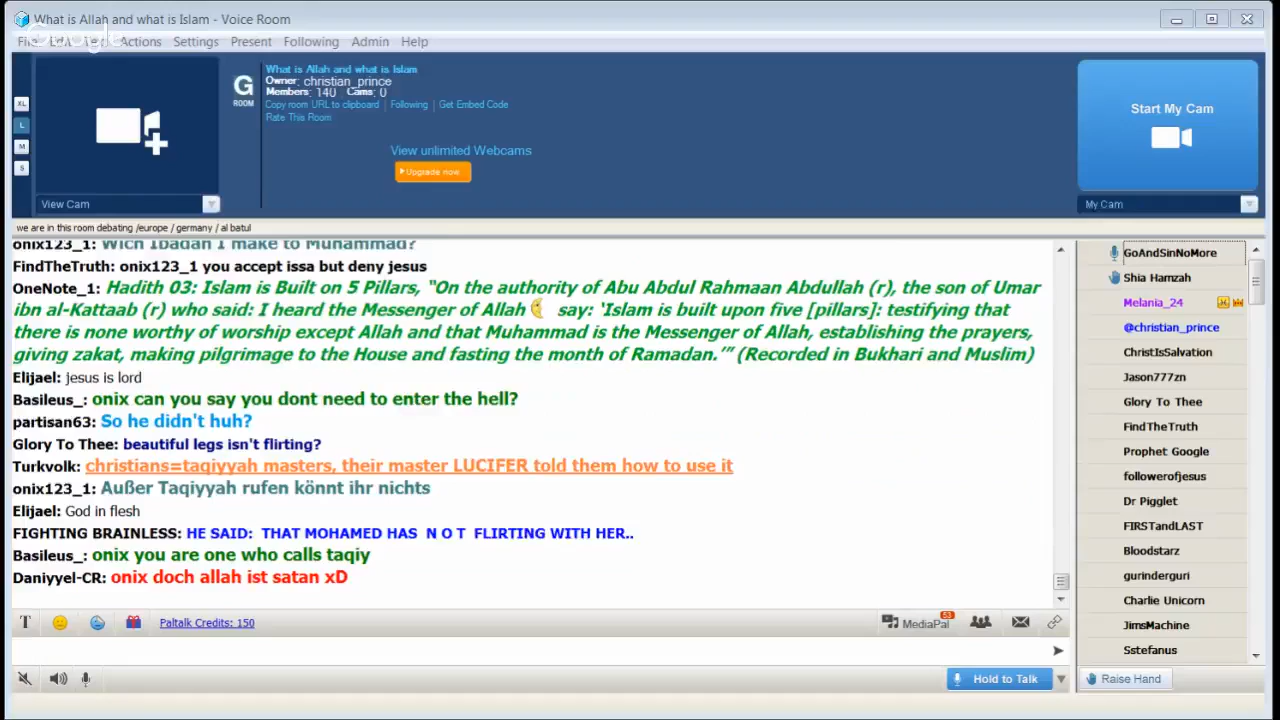 What is Allah and what is Islam - Voice Room
Google
Actions Settings Present Following Admin Help
XL
L
M
S
View Cam
G
ROOM
What is Allah and what is Islam
Owner: christian_prince
Members: 140 Cams: 0
Copy room URL to clipboard | Following | Get Embed Code
Rate This Room
View unlimited Webcams
Upgrade now
Start My Cam
My Cam
we are in this room debating /europe / germany / al batul
onix123_1: Wich Ibadah I make to Muhammad?
FindTheTruth: onix123_1 you accept issa but deny jesus
OneNote_1: Hadith 03: Islam is Built on 5 Pillars, "On the authority of Abu Abdul Rahmaan Abdullah (r), the son of Umar
ibn al-Kattaab (r) who said: I heard the Messenger of Allah say: 'Islam is built upon five [pillars]: testifying that
there is none worthy of worship except Allah and that Muhammad is the Messenger of Allah, establishing the prayers,
giving zakat, making pilgrimage to the House and fasting the month of Ramadan.'" (Recorded in Bukhari and Muslim)
Elijael: jesus is lord
Basileus_: onix can you say you dont need to enter the hell?
partisan63: So he didn't huh?
Glory To Thee: beautiful legs isn't flirting?
Turkvolk: christians=taqiyyah masters, their master LUCIFER told them how to use it
onix123_1: Außer Taqiyyah rufen könnt ihr nichts
Elijael: God in flesh
FIGHTING BRAINLESS: HE SAID: THAT MOHAMED HAS N O T FLIRTING WITH HER..
Basileus_: onix you are one who calls taqiy
Daniyyel-CR: onix doch allah ist satan xD
T
Paltalk Credits: 150
MediaPal
53
Hold to Talk
GoAndSinNoMore
Shia Hamzah
Melania_24
@christian_prince
ChristIsSalvation
Jason777zn
Glory To Thee
FindTheTruth
Prophet Google
followerofjesus
Dr Pigglet
FIRSTandLAST
Bloodstarz
gurinderguri
Charlie Unicorn
JimsMachine
Sstefanus
Raise Hand